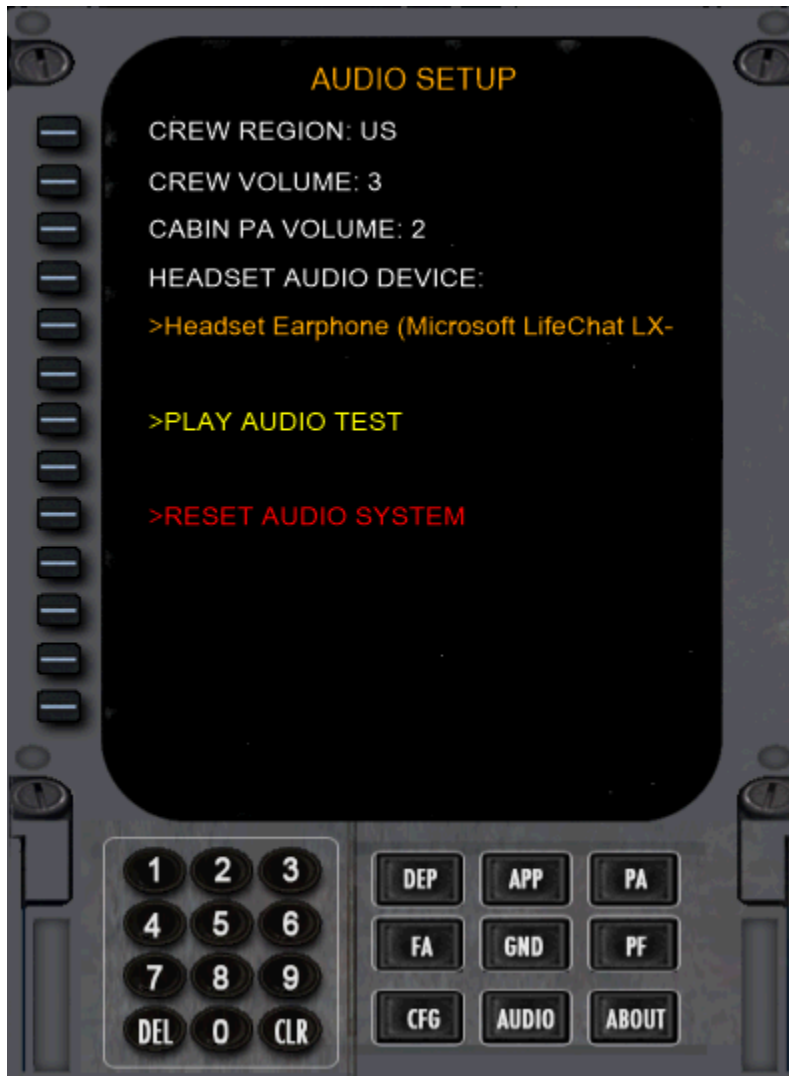 AUDIO SETUP
CREW REGION: US
CREW VOLUME: 3
CABIN PA VOLUME: 2
HEADSET AUDIO DEVICE:
>Headset Earphone (Microsoft LifeChat LX-
>PLAY AUDIO TEST
>RESET AUDIO SYSTEM
1 2 3 DEP APP PA
4 5 6 FA GND PF
7 8 9
DEL 0 CLR CFG AUDIO ABOUT